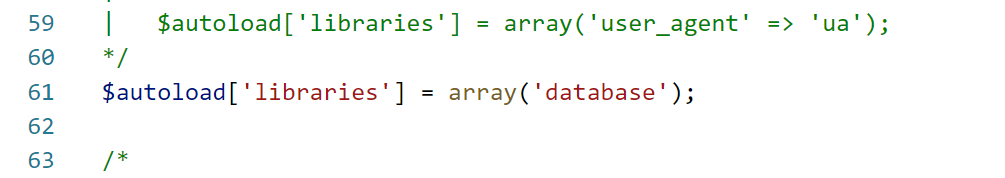 59 |   $autoload['libraries'] = array('user_agent' => 'ua');
60 */
61 $autoload['libraries'] = array('database');
62
63 /*